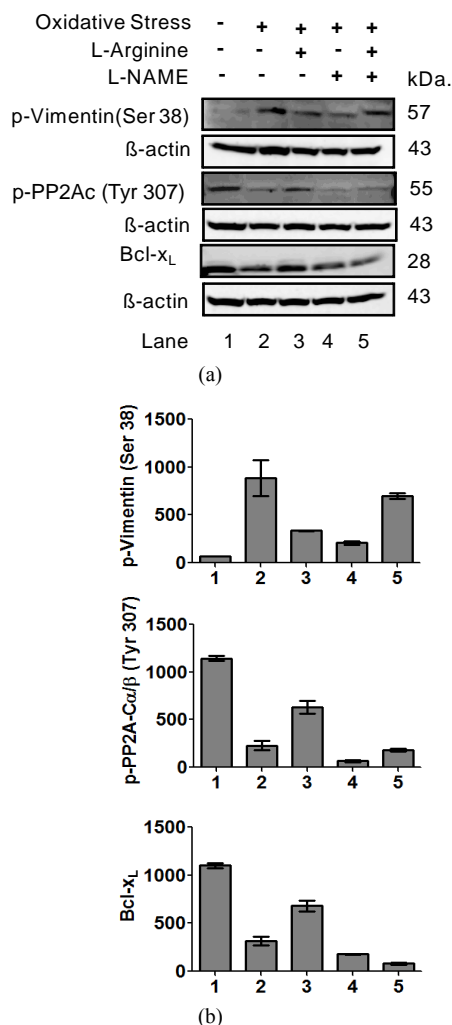 Oxidative Stress - + + + +
L-Arginine - - + - +
L-NAME - - - + + kDa.
p-Vimentin(Ser 38) 57
ß-actin 43
p-PP2Ac (Tyr 307) 55
ß-actin 43
Bcl-xL 28
ß-actin 43
Lane 1 2 3 4 5
(a)
p-Vimentin (Ser 38)
1500
1000
500
0
1 2 3 4 5
p-PP2A-Cα/β (Tyr 307)
1500
1000
500
0
1 2 3 4 5
Bcl-xL
1500
1000
500
0
1 2 3 4 5
(b)